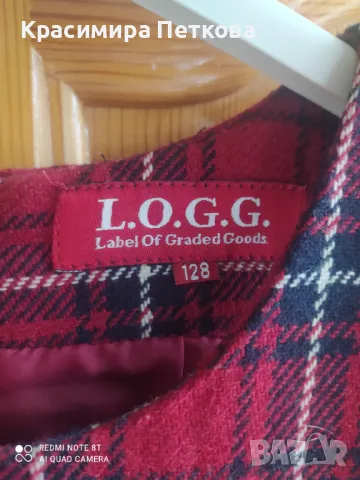 Красимира Петкова
L.O.G.G.
Label Of Graded Goods
128
REDMI NOTE 8T
AI QUAD CAMERA
BAZAR